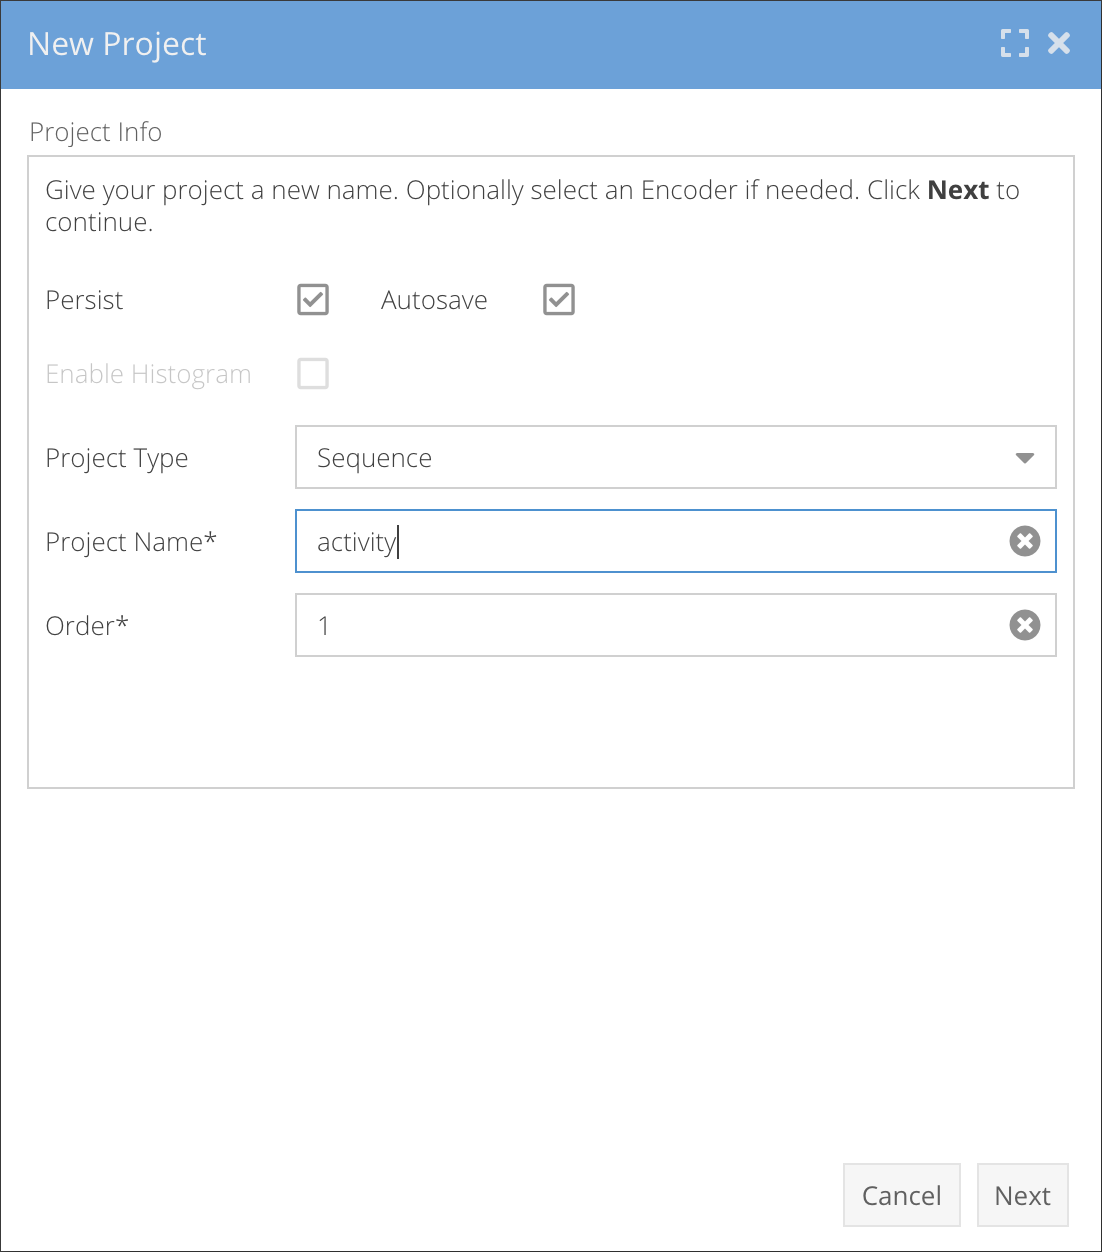 New Project
Project Info
Give your project a new name. Optionally select an Encoder if needed. Click Next to
continue.
Persist Autosave
Enable Histogram
Project Type Sequence
Project Name* activity
Order* 1
Cancel Next